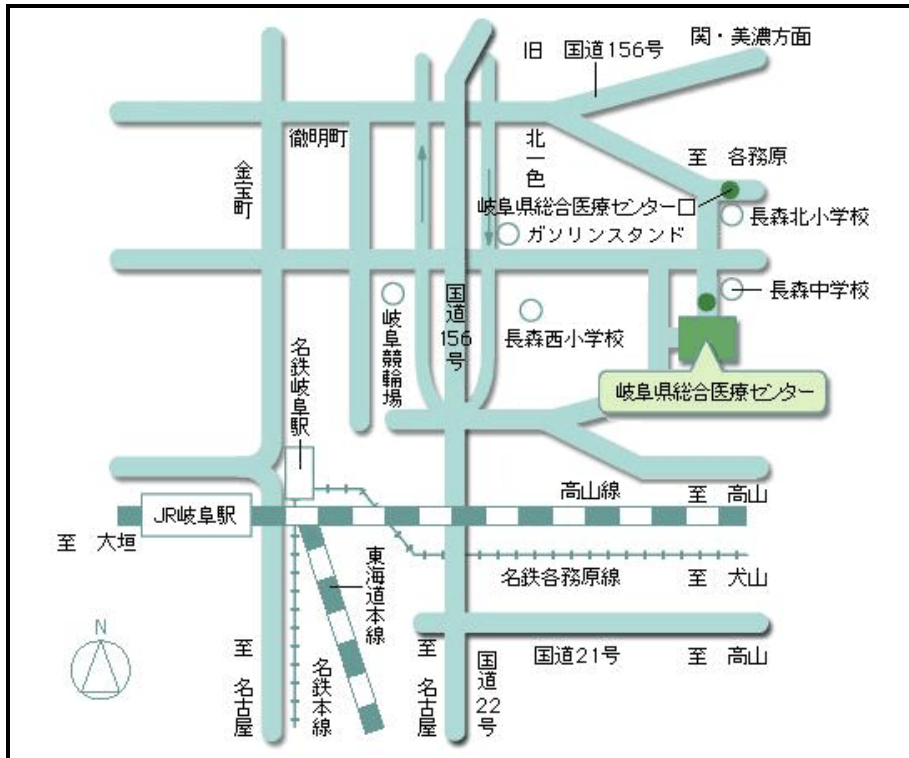 関・美濃方面
旧 国道156号
徹明町
金宝町
北一色
至 各務原
岐阜県総合医療センター口
長森北小学校
ガソリンスタンド
長森中学校
国道156号
岐阜競輪場
長森西小学校
名鉄岐阜駅
岐阜県総合医療センター
高山線
至 高山
JR岐阜駅
至 大垣
名鉄各務原線
至 犬山
東海道本線
N
至 名古屋
名鉄本線
至 名古屋
国道22号
国道21号
至 高山